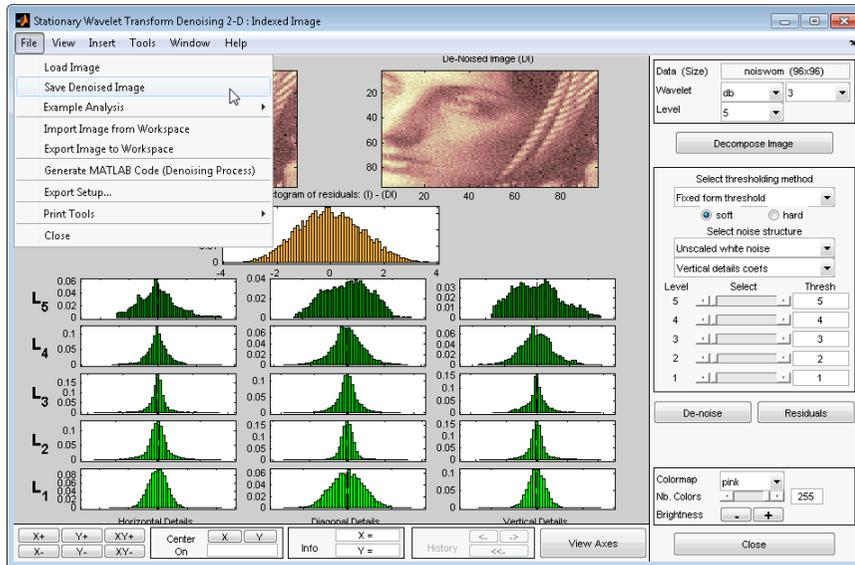 Stationary Wavelet Transform Denoising 2-D : Indexed Image
File View Insert Tools Window Help
Load Image
Save Denoised Image
Example Analysis
Import Image from Workspace
Export Image to Workspace
Generate MATLAB Code (Denoising Process)
Export Setup...
Print Tools
Close
De-Noised Image (DI)
20
40
60
80
20 40 60 80
togram of residuals: (I) - (DI)
0
-4 -2 0 2 4
L5
0.06
0.04
0.02
0
0.04
0.02
0
0.03
0.02
0.01
0
L4
0.1
0.05
0
0.06
0.04
0.02
0
0.06
0.04
0.02
0
L3
0.15
0.1
0.05
0
0.1
0.05
0
0.15
0.1
0.05
0
L2
0.1
0.05
0
0.15
0.1
0.05
0
0.15
0.1
0.05
0
L1
0.08
0.06
0.04
0.02
0
0.06
0.04
0.02
0
0.1
0.05
0
Horizontal Details Diagonal Details Vertical Details
Data (Size) noiswom (96x96)
Wavelet db 3
Level 5
Decompose Image
Select thresholding method
Fixed form threshold
soft hard
Select noise structure
Unscaled white noise
Vertical details coefs
Level Select Thresh
5 5
4 4
3 3
2 2
1 1
De-noise Residuals
Colormap pink
Nb. Colors 255
Brightness - +
Close
X+ Y+ XY+
X- Y- XY-
Center On X Y
Info X = Y =
History <- -> <<-
View Axes